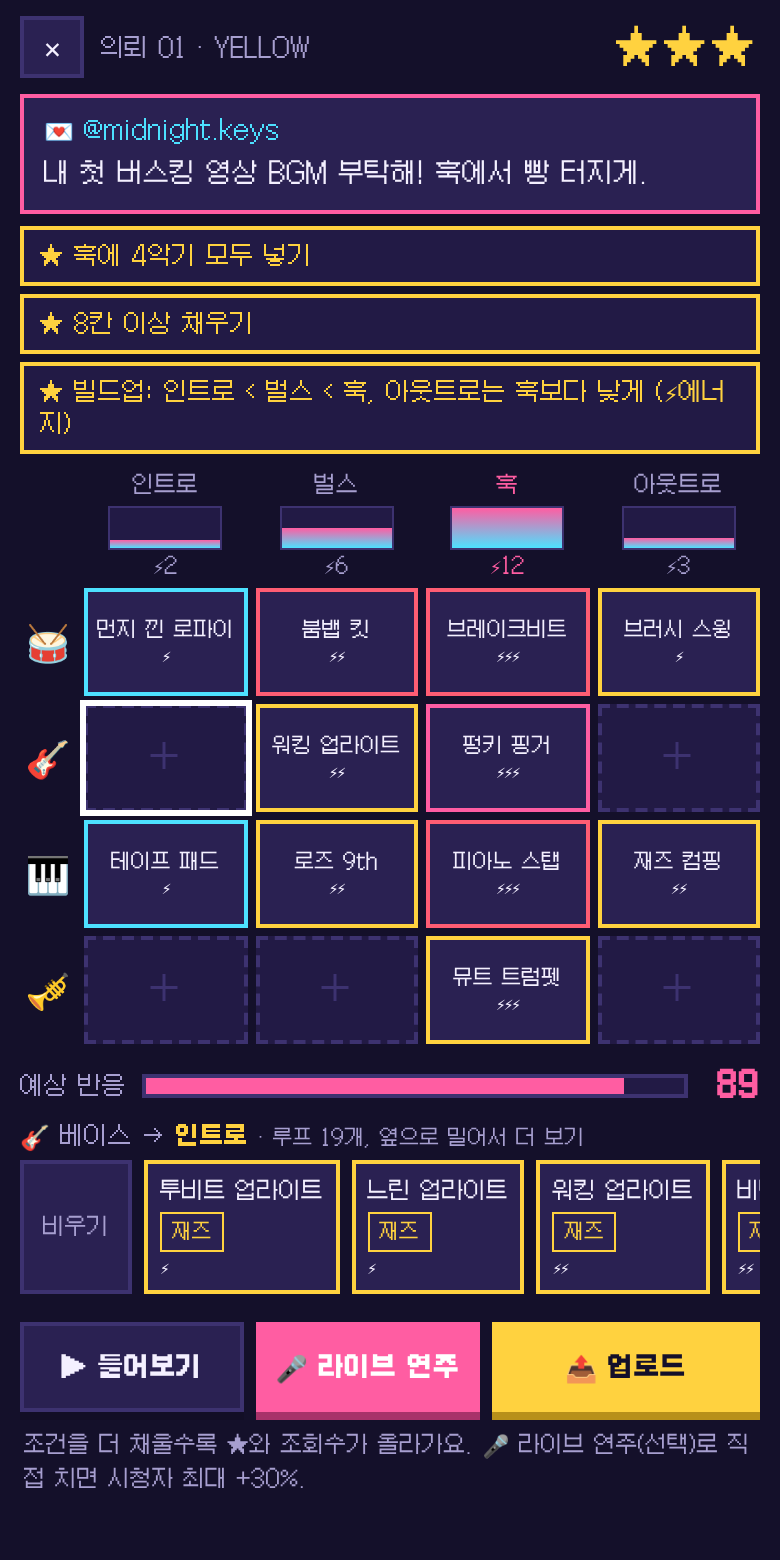 × 의뢰 01 · YELLOW ★★★
💌 @midnight.keys
내 첫 버스킹 영상 BGM 부탁해! 훅에서 빵 터지게.
★ 훅에 4악기 모두 넣기
★ 8칸 이상 채우기
★ 빌드업: 인트로 < 벌스 < 훅, 아웃트로는 훅보다 낮게 (⚡에너
지)
인트로 벌스 훅 아웃트로
⚡2 ⚡6 ⚡12 ⚡3
먼지 낀 로파이 붐뱁 킷 브레이크비트 브러시 스윙
⚡ ⚡⚡ ⚡⚡⚡ ⚡
+ 워킹 업라이트 펑키 핑거 +
⚡⚡ ⚡⚡⚡
테이프 패드 로즈 9th 피아노 스탭 재즈 컴핑
⚡ ⚡⚡ ⚡⚡⚡ ⚡⚡
+ + 뮤트 트럼펫 +
⚡⚡⚡
예상 반응 89
🎸 베이스 → 인트로 · 루프 19개, 옆으로 밀어서 더 보기
비우기 투비트 업라이트 느린 업라이트 워킹 업라이트
재즈 재즈 재즈
⚡ ⚡ ⚡⚡ ⚡⚡
▶ 들어보기 🎤 라이브 연주 📤 업로드
조건을 더 채울수록 ★와 조회수가 올라가요. 🎤 라이브 연주(선택)로 직
접 치면 시청자 최대 +30%.